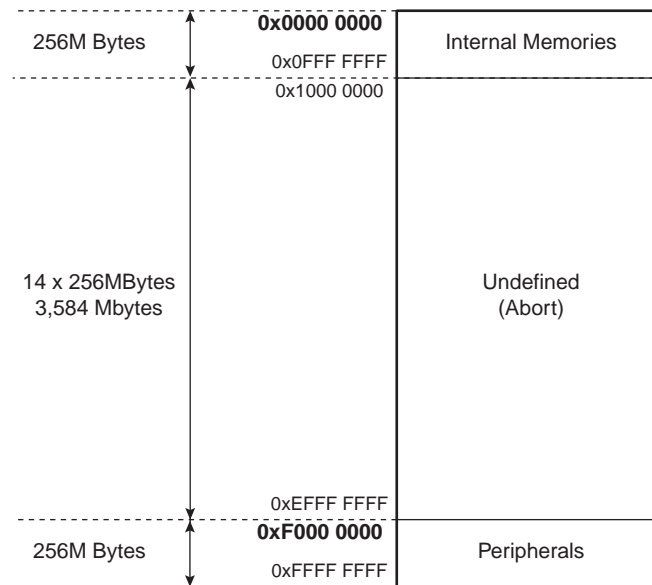 0x0000 0000
256M Bytes
Internal Memories
0x0FFF FFFF
0x1000 0000
14 x 256MBytes
3,584 Mbytes
Undefined
(Abort)
0xEFFF FFFF
0xF000 0000
256M Bytes
Peripherals
0xFFFF FFFF